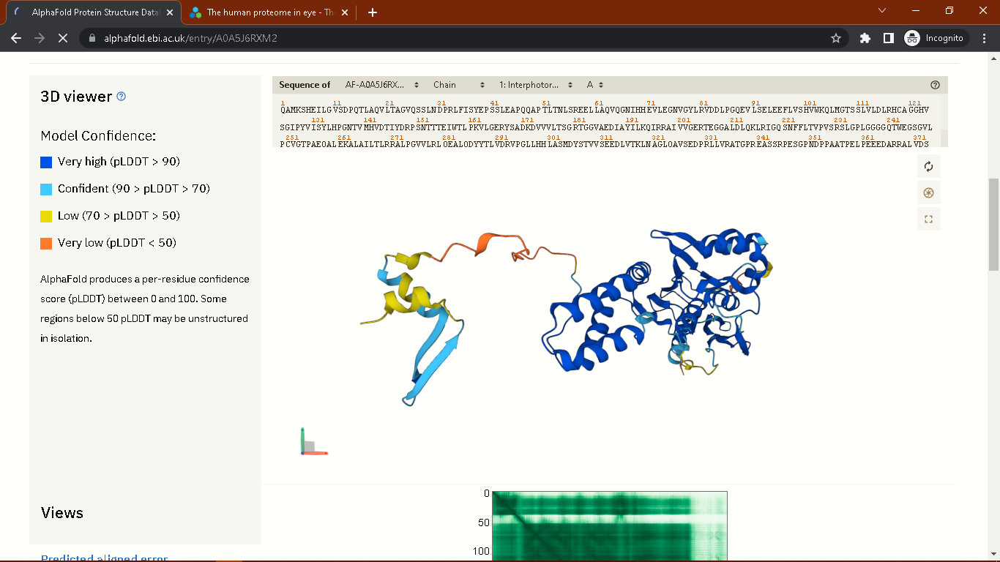 AlphaFold Protein Structure Data
The human proteome in eye - The
alphafold.ebi.ac.uk/entry/A0A5J6RXM2
Incognito
3D viewer
Model Confidence:
Very high (pLDDT > 90)
Confident (90 > pLDDT > 70)
Low (70 > pLDDT > 50)
Very low (pLDDT < 50)
AlphaFold produces a per-residue confidence
score (pLDDT) between 0 and 100. Some
regions below 50 pLDDT may be unstructured
in isolation.
Views
Predicted aligned error
Sequence of AF-A0A5J6RX... Chain 1: Interphotor... A
1 11 21 31 41 51 61 71 81 91 101 111 121
QAMKSHEILGVSDPQTLAQVLTAGVQSSLNDPRLFISYEPSSLEAPQQAPTLTNLSREELLAQVQGNIHHEVLEGNVGYLRVDDLPGQEVLSELEEFLVSHVWKQLMGTSSLVLDLRHCAGGHV
131 141 151 161 171 181 191 201 211 221 231 241
SGIPYVISYLHPGNTVMHVDTIYDRPSNTTTEIWTLPKVLGERYSADKDVVVLTSGRTGGVAEDIAYILKQIRRAIVVGERTEGGALDLQKLRIGQSNFFLTVPVSRSLGPLGGGGQTWEGSGVL
251 261 271 281 291 301 311 321 331 341 351 361 371
PCVGTPAEQALEKALAILTLRRALPGVVLRLQEALQDYYTLVDRVPGLLHHLASMDYSTVVSEEDLVTKLNAGLQAVSEDPRLLVRATGPREASSRPESGPNDPPAATPELPEEEDARRALVDS
0
50
100